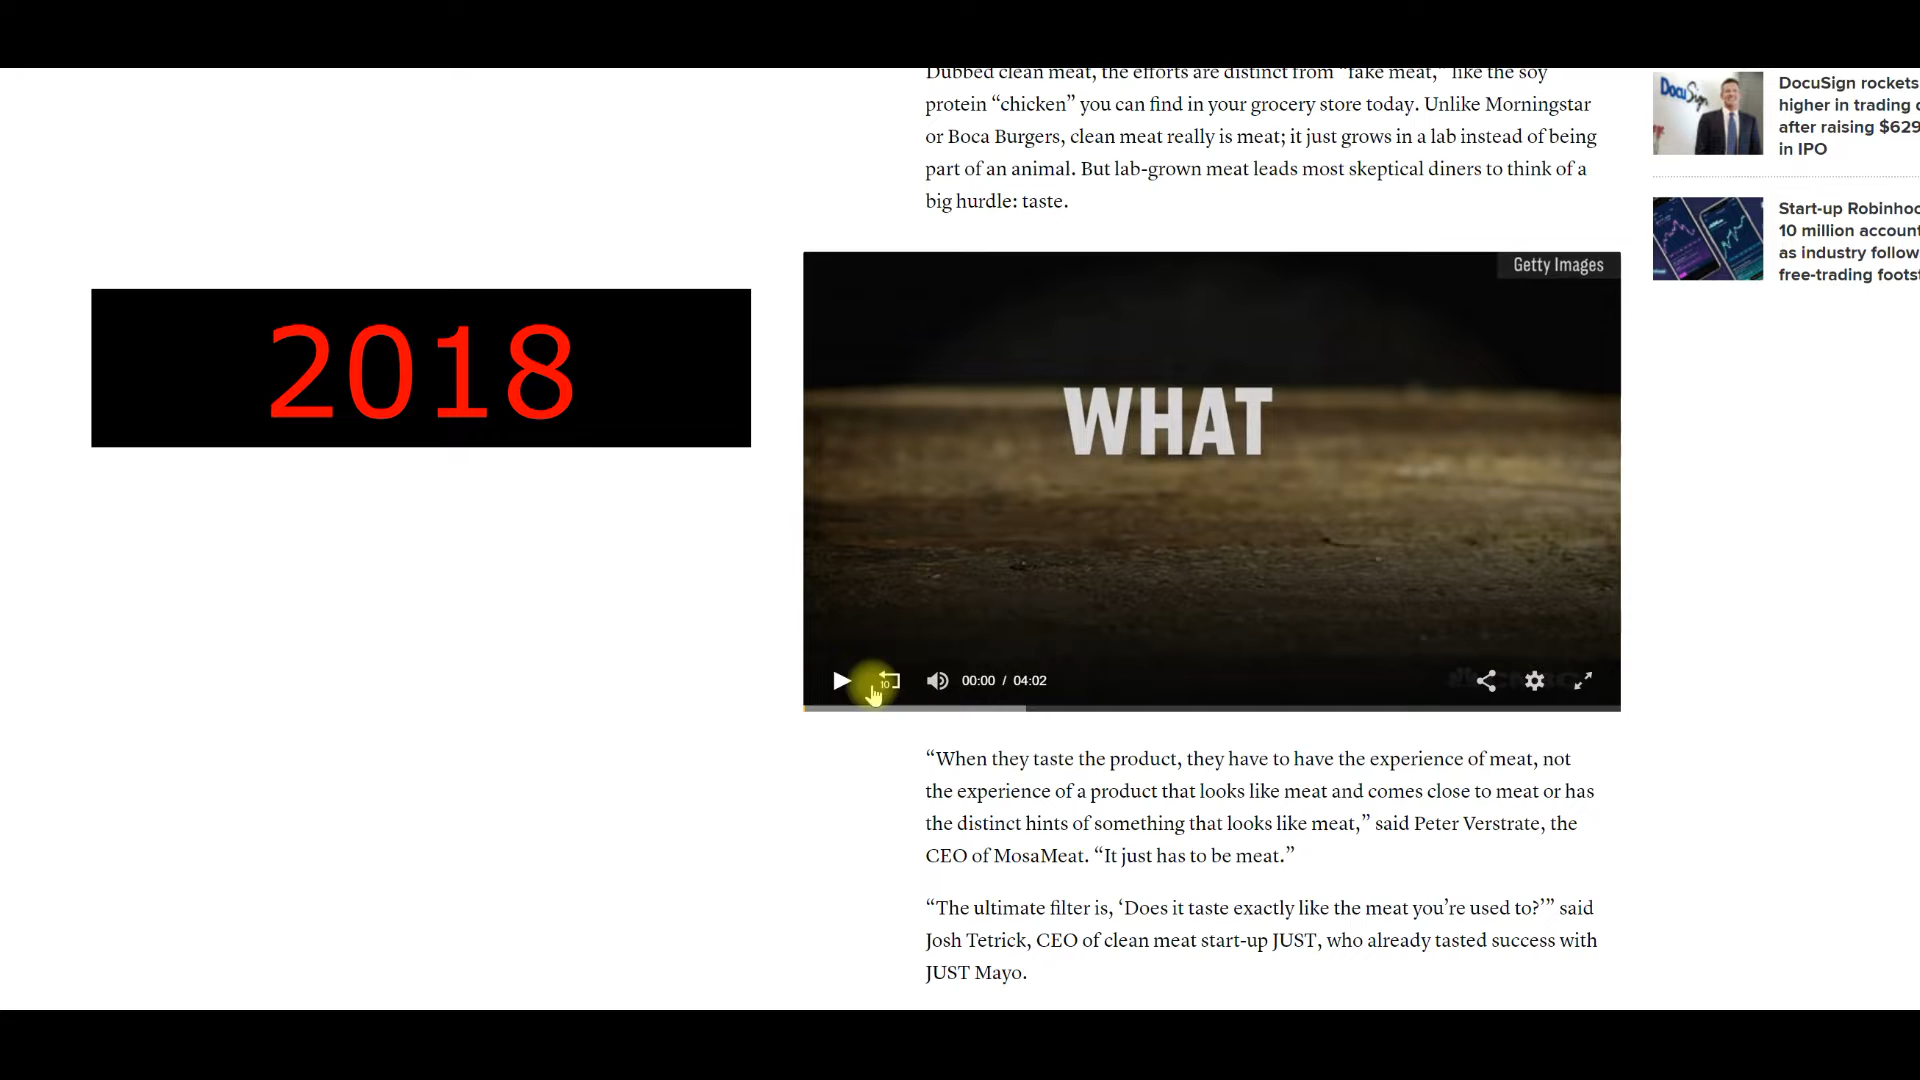 Dubbed clean meat, the efforts are distinct from “fake meat,” like the soy
protein “chicken” you can find in your grocery store today. Unlike Morningstar
or Boca Burgers, clean meat really is meat; it just grows in a lab instead of being
part of an animal. But lab-grown meat leads most skeptical diners to think of a
big hurdle: taste.
2018
Getty Images
WHAT
10
00:00 / 04:02
“When they taste the product, they have to have the experience of meat, not
the experience of a product that looks like meat and comes close to meat or has
the distinct hints of something that looks like meat,” said Peter Verstrate, the
CEO of MosaMeat. “It just has to be meat.”
“The ultimate filter is, ‘Does it taste exactly like the meat you’re used to?’” said
Josh Tetrick, CEO of clean meat start-up JUST, who already tasted success with
JUST Mayo.
DocuSign
DocuSign rockets
higher in trading
after raising $629
in IPO
Start-up Robinhoo
10 million account
as industry follow
free-trading footst